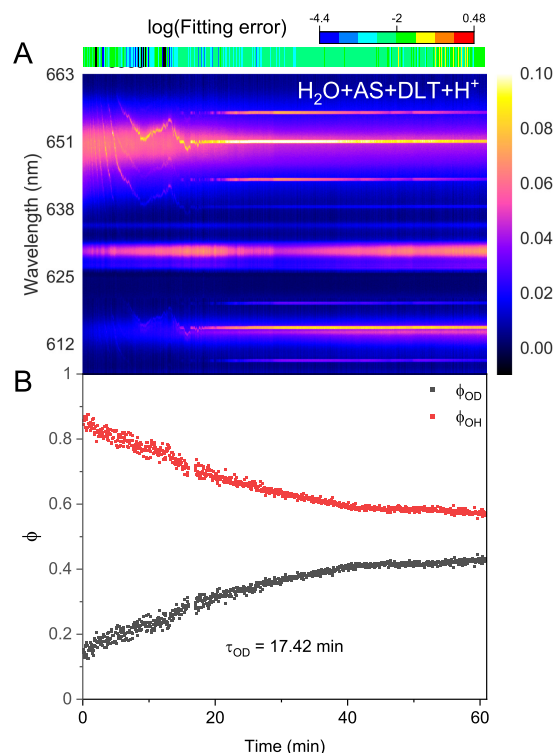 log(Fitting error)
-4.4 -2 0.48
A
H₂O+AS+DLT+H⁺
Wavelength (nm)
663
651
638
625
612
0.10
0.08
0.06
0.04
0.02
0.00
B
ϕOD
ϕOH
ϕ
1
0.8
0.6
0.4
0.2
0
τOD = 17.42 min
0 20 40 60
Time (min)